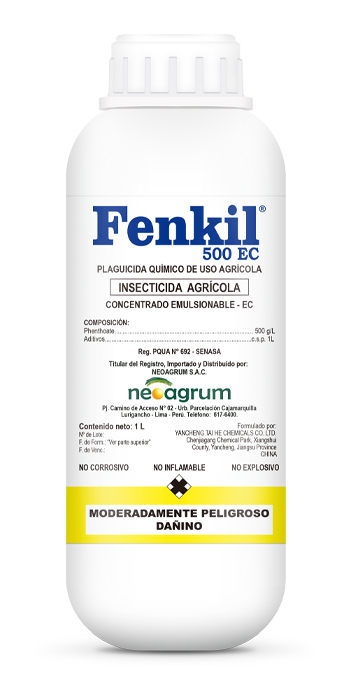 Fenkil®
500 EC
PLAGUICIDA QUÍMICO DE USO AGRÍCOLA
INSECTICIDA AGRÍCOLA
CONCENTRADO EMULSIONABLE - EC
COMPOSICIÓN:
Phenthoate 500 g/L
Aditivos c.s.p. 1L
Reg. PQUA N° 692 - SENASA
Titular del Registro, Importado y Distribuido por:
NEOAGRUM S.A.C.
neoagrum
Pj. Camino de Acceso N° 02 - Urb. Parcelación Cajamarquilla
Lurigancho - Lima - Perú. Teléfono: 617-6400.
Contenido neto: 1 L
N° de Lote:
F. de Form.: "Ver parte superior"
F. de Venc.:
Formulado por:
YANCHENG TAI HE CHEMICALS CO. LTD.
Chenjiagang Chemical Park, Xiangshui
County, Yancheng, Jiangsu Province
CHINA
NO CORROSIVO NO INFLAMABLE NO EXPLOSIVO
MODERADAMENTE PELIGROSO
DAÑINO